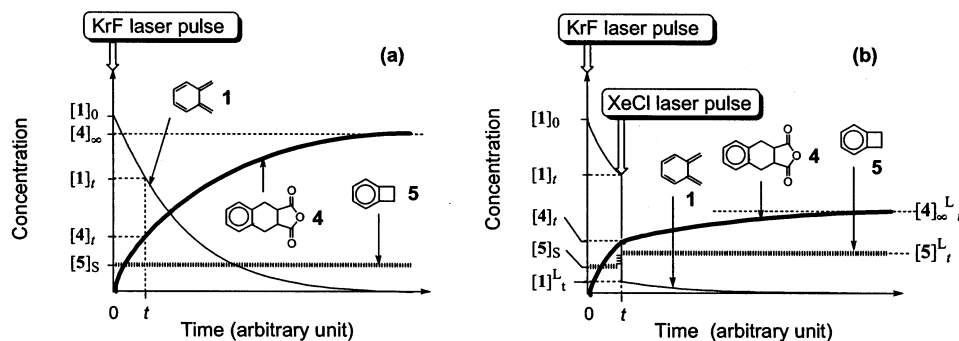 KrF laser pulse
(a)
Concentration
[1]₀
[4]∞
[1]t
[4]t
[5]S
1
4
5
O
O
O
0
t
Time (arbitrary unit)
KrF laser pulse
(b)
XeCl laser pulse
Concentration
[1]₀
[1]t
[4]t
[5]S
[1]ᴸt
1
4
5
O
O
O
[4]∞ᴸt
[5]ᴸt
0
t
Time (arbitrary unit)